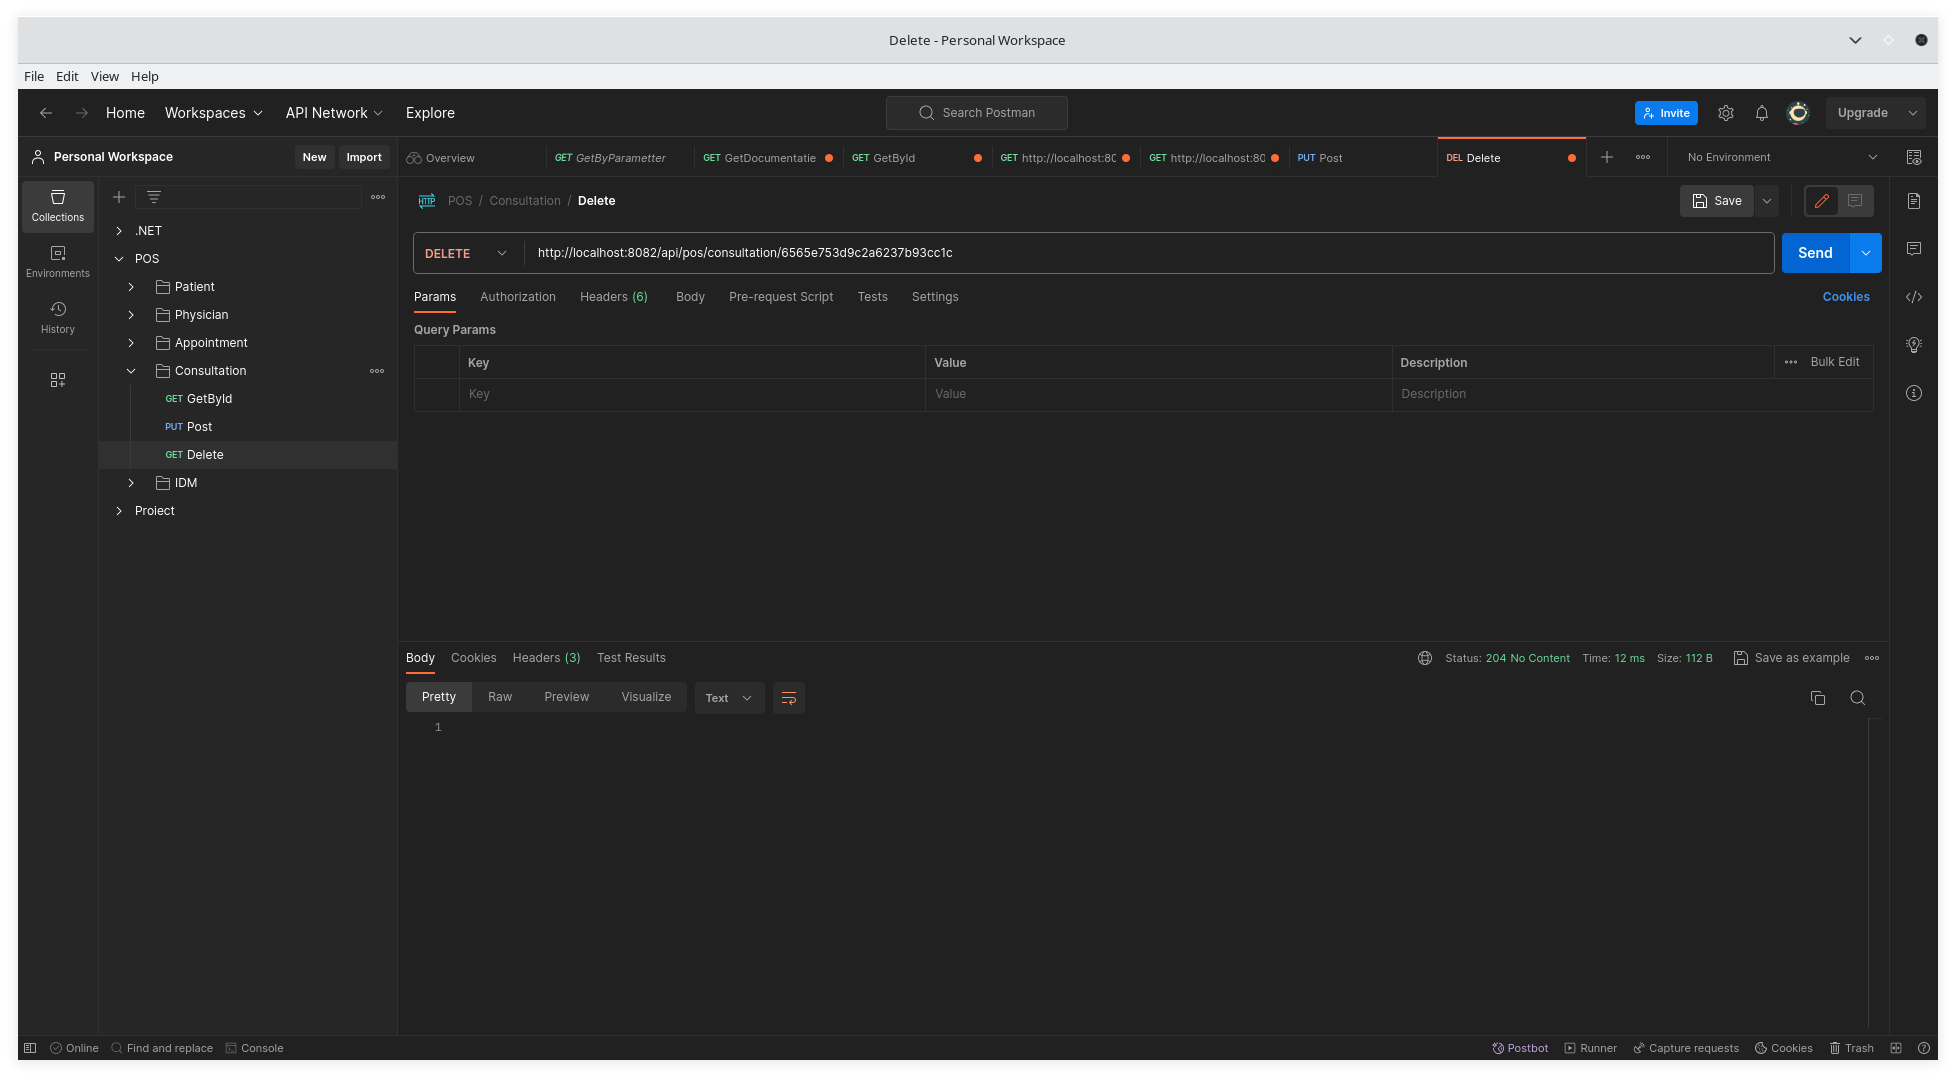 Delete - Personal Workspace
File Edit View Help
Home Workspaces API Network Explore Search Postman Invite Upgrade
Personal Workspace New Import Overview GET GetByParametter GET GetDocumentatie GET GetById GET http://localhost:80 GET http://localhost:80 PUT Post DEL Delete No Environment
Collections
Environments
History
.NET
POS
Patient
Physician
Appointment
Consultation
GET GetById
PUT Post
GET Delete
IDM
Proiect
HTTP POS / Consultation / Delete Save
DELETE http://localhost:8082/api/pos/consultation/6565e753d9c2a6237b93cc1c Send
Params Authorization Headers (6) Body Pre-request Script Tests Settings Cookies
Query Params
Key Value Description Bulk Edit
Key Value Description
Body Cookies Headers (3) Test Results Status: 204 No Content Time: 12 ms Size: 112 B Save as example
Pretty Raw Preview Visualize Text
1
Online Find and replace Console Postbot Runner Capture requests Cookies Trash